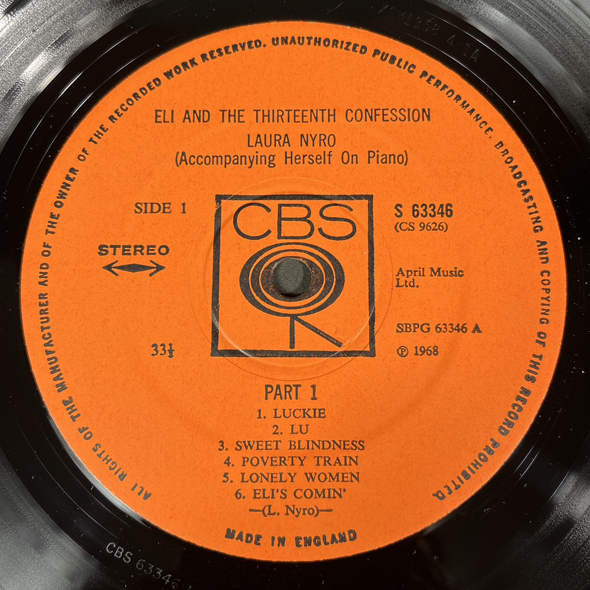 ALL RIGHTS OF THE MANUFACTURER AND OF THE OWNER OF THE RECORDED WORK RESERVED. UNAUTHORIZED PUBLIC PERFORMANCE. BROADCASTING AND COPYING OF THIS RECORD PROHIBITED.
ELI AND THE THIRTEENTH CONFESSION
LAURA NYRO
(Accompanying Herself On Piano)
SIDE 1
CBS
S 63346
(CS 9626)
STEREO
April Music
Ltd.
SBPG 63346 A
33⅓
Ⓟ 1968
PART 1
1. LUCKIE
2. LU
3. SWEET BLINDNESS
4. POVERTY TRAIN
5. LONELY WOMEN
6. ELI'S COMIN'
—(L. Nyro)—
MADE IN ENGLAND
CBS 63346